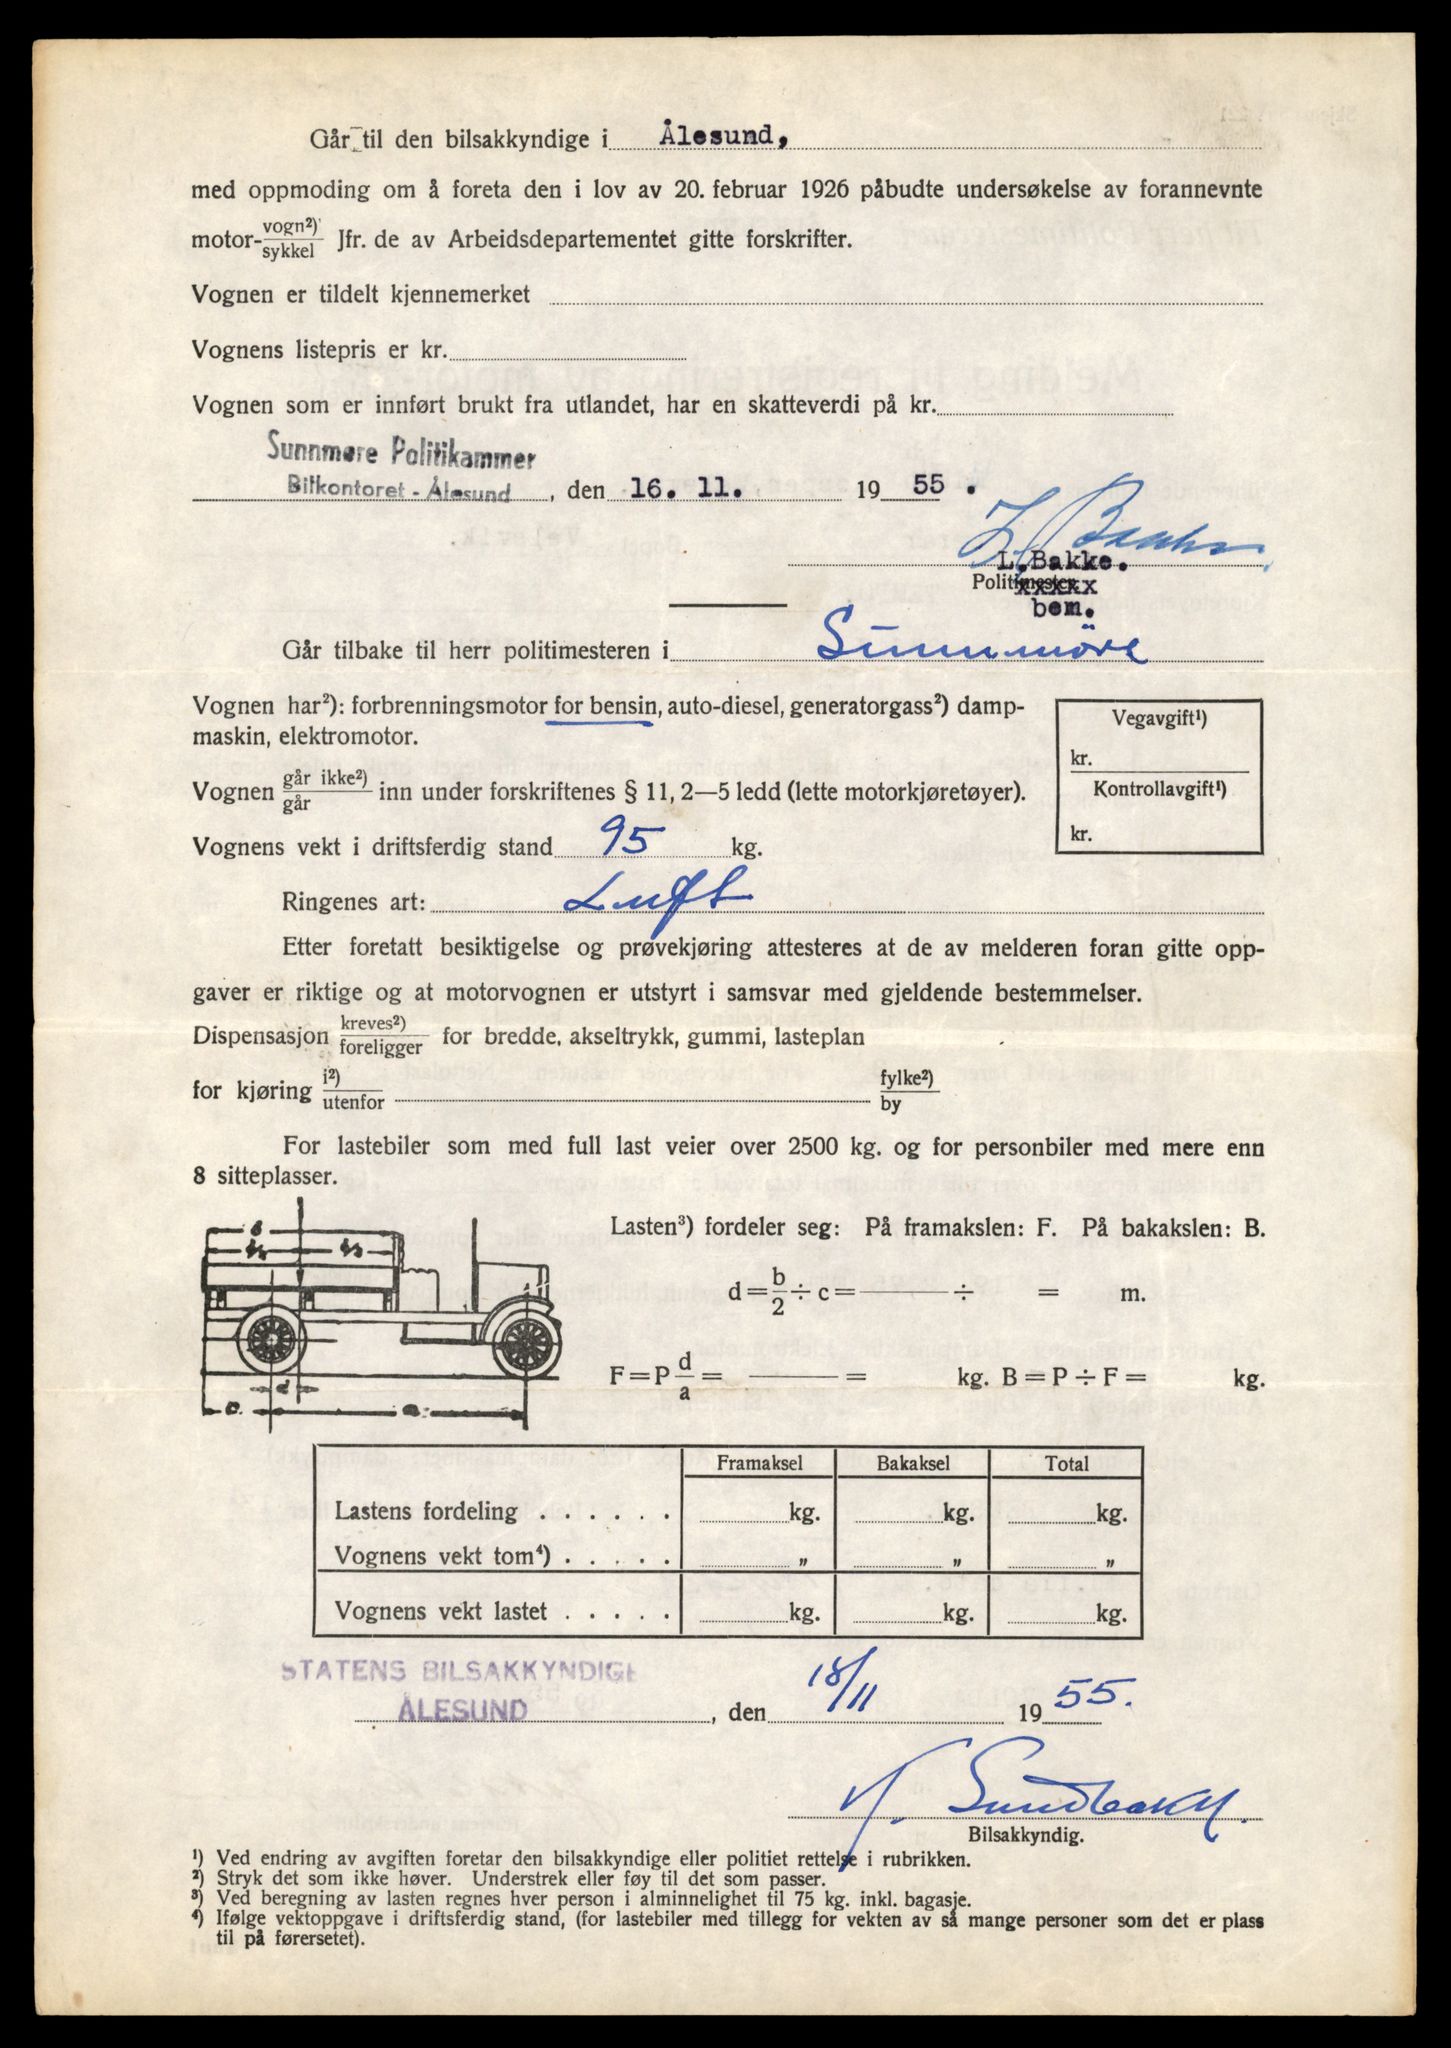 Går til den bilsakkyndige i Ålesund,
med oppmoding om å foreta den i lov av 20. februar 1926 påbudte undersøkelse av forannevnte
motor-vogn²)/sykkel Jfr. de av Arbeidsdepartementet gitte forskrifter.
Vognen er tildelt kjennemerket
Vognens listepris er kr.
Vognen som er innført brukt fra utlandet, har en skatteverdi på kr.
Sunnmøre Politikammer
Bilkontoret - Ålesund, den 16. 11. 1955.
L. Bakke
L.Bakke.
Politimester
xxxxx
bem.
Går tilbake til herr politimesteren i Sunnmöre
Vognen har²): forbrenningsmotor for bensin, auto-diesel, generatorgass²) damp-
maskin, elektromotor.
Vegavgift¹)
kr.
Vognen går ikke²)/går inn under forskriftenes § 11, 2—5 ledd (lette motorkjøretøyer).
Kontrollavgift¹)
kr.
Vognens vekt i driftsferdig stand 95 kg.
Ringenes art: Luft
Etter foretatt besiktigelse og prøvekjøring attesteres at de av melderen foran gitte opp-
gaver er riktige og at motorvognen er utstyrt i samsvar med gjeldende bestemmelser.
Dispensasjon kreves²)/foreligger for bredde, akseltrykk, gummi, lasteplan
for kjøring i²)/utenfor fylke²)/by
For lastebiler som med full last veier over 2500 kg. og for personbiler med mere enn
8 sitteplasser.
b
b/2 b/2
d
c. a.
Lasten³) fordeler seg: På framakslen: F. På bakakslen: B.
d = b/2 ÷ c = ——— ÷ = m.
F = P d/a = ——— = kg. B = P ÷ F = kg.
Framaksel Bakaksel Total
Lastens fordeling . . . . . . kg. kg. kg.
Vognens vekt tom⁴) . . . . . „ „ „
Vognens vekt lastet . . . . . kg. kg. kg.
STATENS BILSAKKYNDIGE
ÅLESUND, den 18/11 1955.
Sundbakk
Bilsakkyndig.
¹) Ved endring av avgiften foretar den bilsakkyndige eller politiet rettelse i rubrikken.
²) Stryk det som ikke høver. Understrek eller føy til det som passer.
³) Ved beregning av lasten regnes hver person i alminnelighet til 75 kg. inkl. bagasje.
⁴) Ifølge vektoppgave i driftsferdig stand, (for lastebiler med tillegg for vekten av så mange personer som det er plass
til på førersetet).